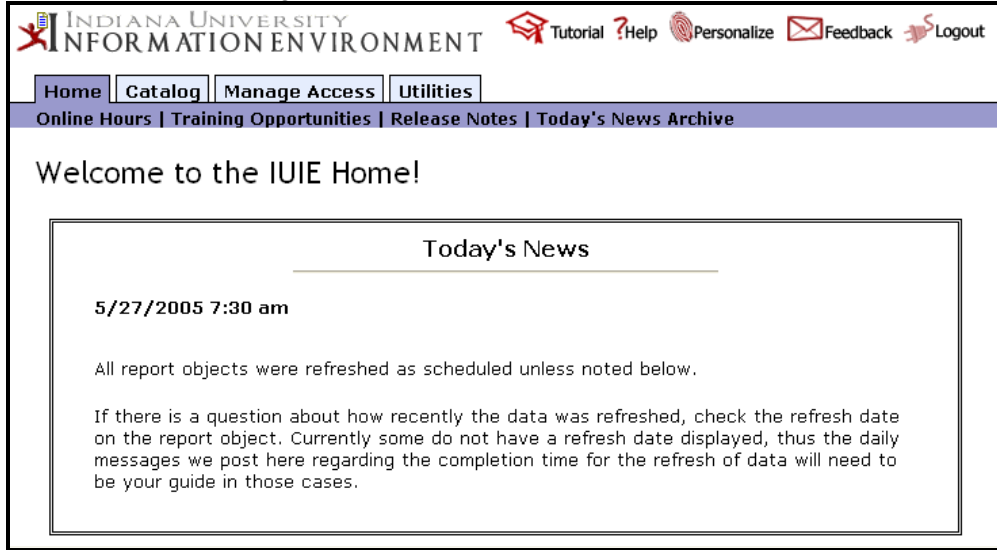 INDIANA UNIVERSITY
INFORMATION ENVIRONMENT
Tutorial ?Help Personalize Feedback Logout
Home Catalog Manage Access Utilities
Online Hours | Training Opportunities | Release Notes | Today's News Archive
Welcome to the IUIE Home!
Today's News
5/27/2005 7:30 am
All report objects were refreshed as scheduled unless noted below.
If there is a question about how recently the data was refreshed, check the refresh date
on the report object. Currently some do not have a refresh date displayed, thus the daily
messages we post here regarding the completion time for the refresh of data will need to
be your guide in those cases.